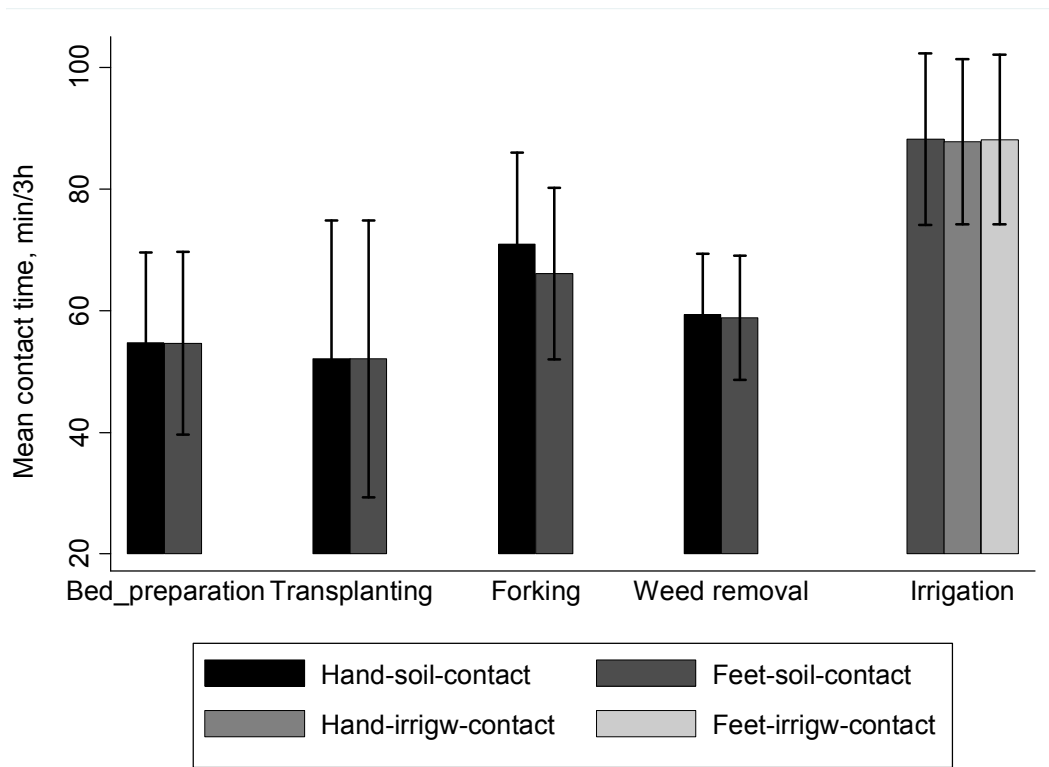 Mean contact time, min/3h
100
80
60
40
20
Bed_preparation Transplanting Forking Weed removal Irrigation
Hand-soil-contact Feet-soil-contact
Hand-irrigw-contact Feet-irrigw-contact